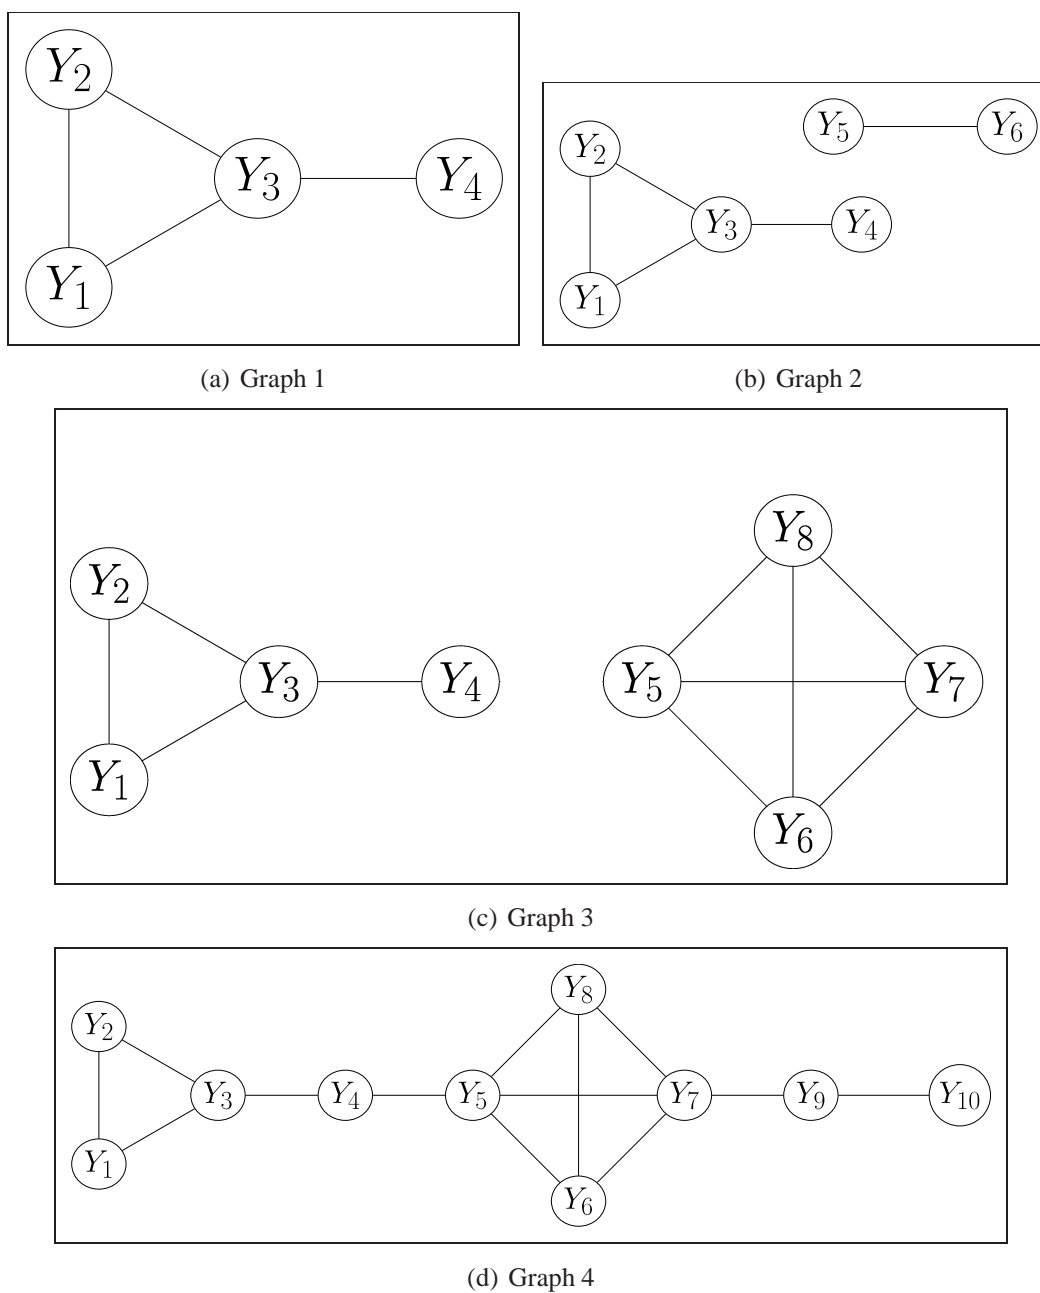 Y2
Y3
Y4
Y1
(a) Graph 1
Y5
Y6
Y2
Y3
Y4
Y1
(b) Graph 2
Y8
Y2
Y3
Y4
Y5
Y7
Y1
Y6
(c) Graph 3
Y8
Y2
Y3
Y4
Y5
Y7
Y9
Y10
Y1
Y6
(d) Graph 4